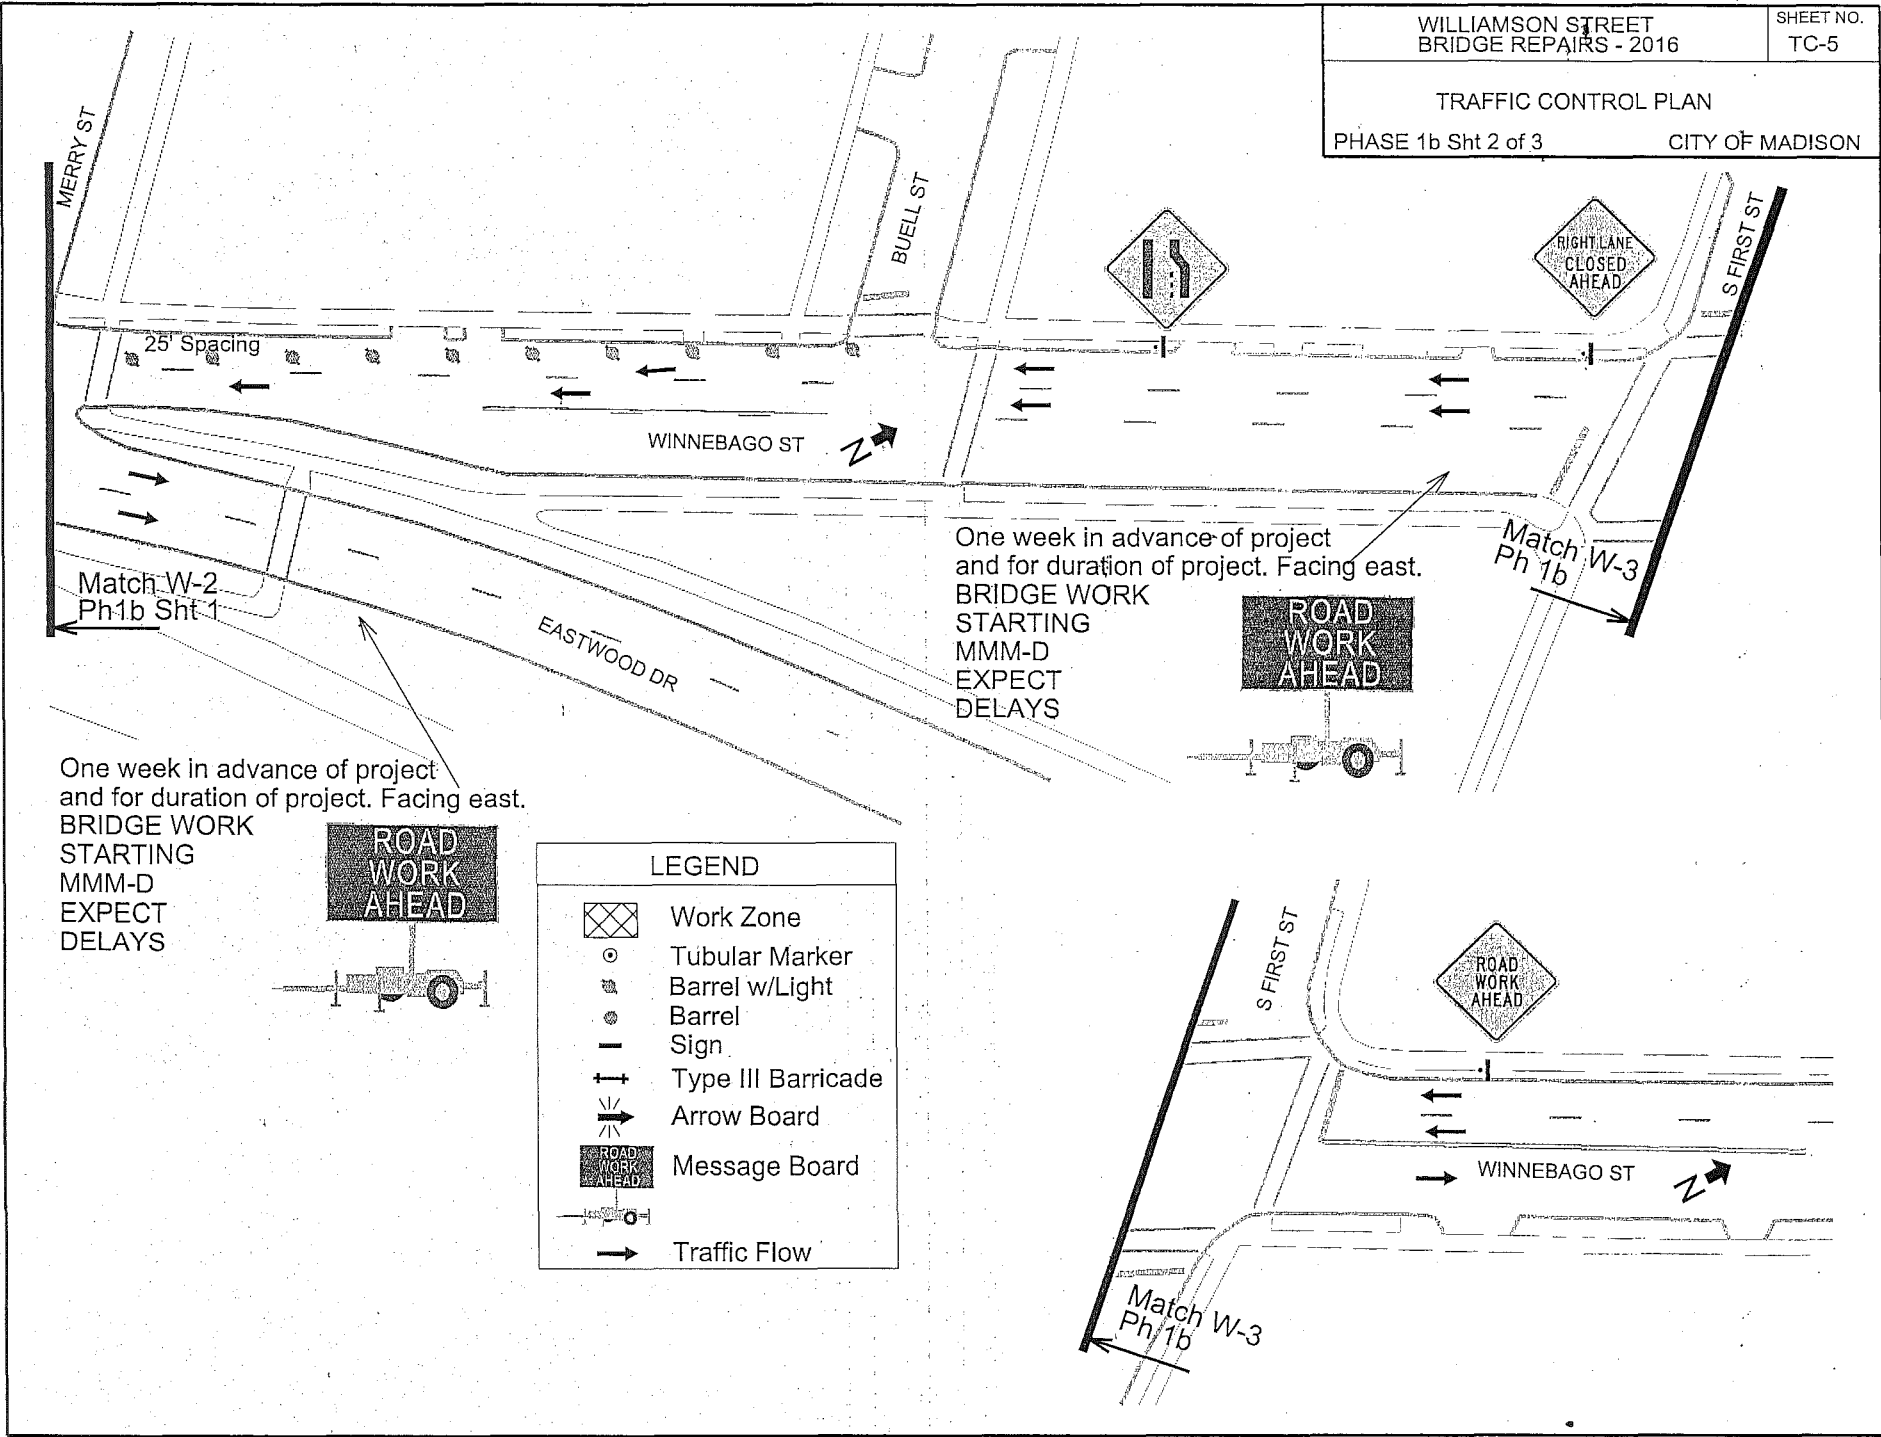 WILLIAMSON STREET
BRIDGE REPAIRS - 2016
SHEET NO.
TC-5
TRAFFIC CONTROL PLAN
PHASE 1b Sht 2 of 3
CITY OF MADISON
MERRY ST
BUELL ST
S FIRST ST
RIGHT LANE
CLOSED
AHEAD
25' Spacing
WINNEBAGO ST
N
Match W-2
Ph1b Sht 1
EASTWOOD DR
One week in advance of project
and for duration of project. Facing east.
BRIDGE WORK
STARTING
MMM-D
EXPECT
DELAYS
ROAD
WORK
AHEAD
Match W-3
Ph 1b
One week in advance of project
and for duration of project. Facing east.
BRIDGE WORK
STARTING
MMM-D
EXPECT
DELAYS
ROAD
WORK
AHEAD
LEGEND
Work Zone
Tubular Marker
Barrel w/Light
Barrel
Sign
Type III Barricade
Arrow Board
ROAD
WORK
AHEAD
Message Board
Traffic Flow
S FIRST ST
ROAD
WORK
AHEAD
WINNEBAGO ST
N
Match W-3
Ph 1b